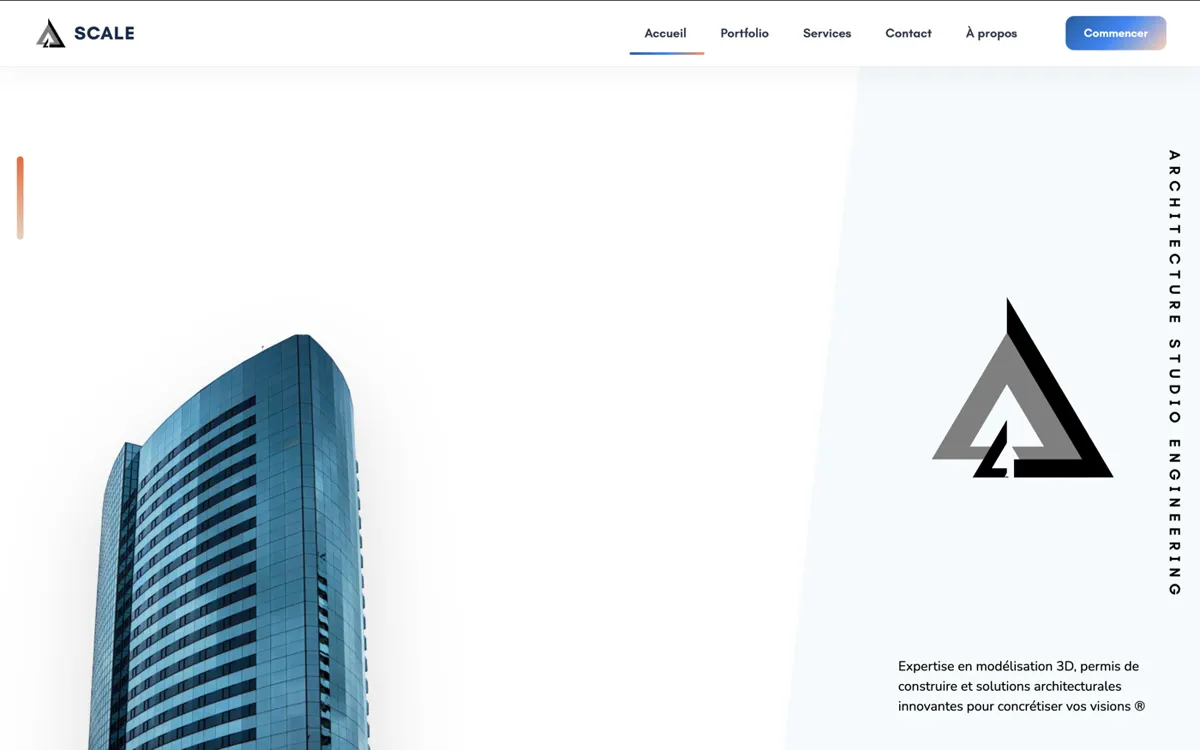 SCALE
Accueil
Portfolio
Services
Contact
À propos
Commencer
ARCHITECTURE STUDIO ENGINEERING
Expertise en modélisation 3D, permis de
construire et solutions architecturales
innovantes pour concrétiser vos visions ®